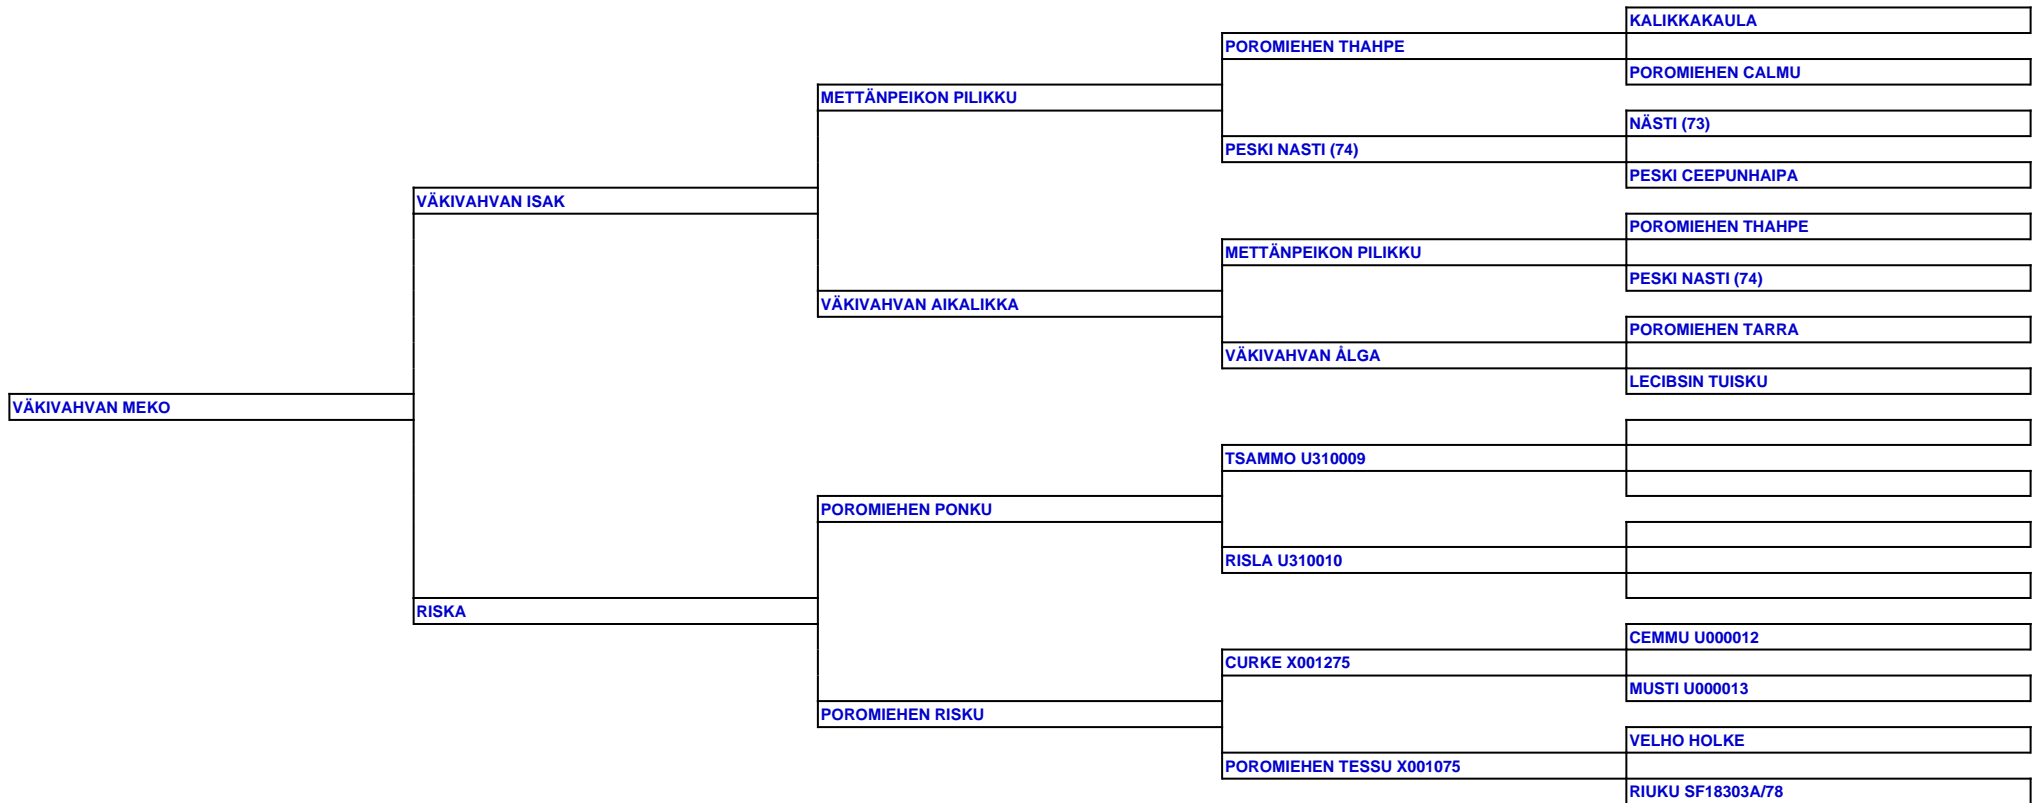 KALIKKAKAULA
POROMIEHEN THAHPE
POROMIEHEN CALMU
METTÄNPEIKON PILIKKU
NÄSTI (73)
PESKI NASTI (74)
PESKI CEEPUNHAIPA
VÄKIVAHVAN ISAK
POROMIEHEN THAHPE
METTÄNPEIKON PILIKKU
PESKI NASTI (74)
VÄKIVAHVAN AIKALIKKA
POROMIEHEN TARRA
VÄKIVAHVAN ÅLGA
LECIBSIN TUISKU
VÄKIVAHVAN MEKO
TSAMMO U310009
POROMIEHEN PONKU
RISLA U310010
RISKA
CEMMU U000012
CURKE X001275
MUSTI U000013
POROMIEHEN RISKU
VELHO HOLKE
POROMIEHEN TESSU X001075
RIUKU SF18303A/78